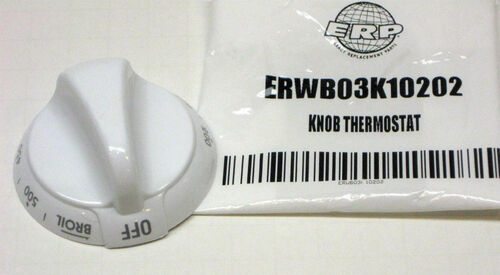 ERP
EXACT REPLACEMENT PARTS
ERWB03K10202
KNOB THERMOSTAT
ERWB03K10202
OFF
BROIL
500